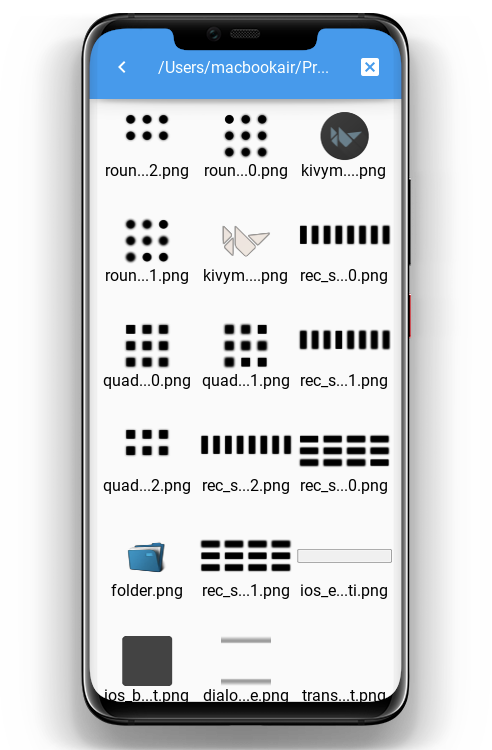 /Users/macbookair/Pr...
roun...2.png roun...0.png kivym....png
roun...1.png kivym....png rec_s...0.png
quad...0.png quad...1.png rec_s...1.png
quad...2.png rec_s...2.png rec_s...0.png
folder.png rec_s...1.png ios_e...ti.png
ios_b...t.png dialo...e.png trans...t.png